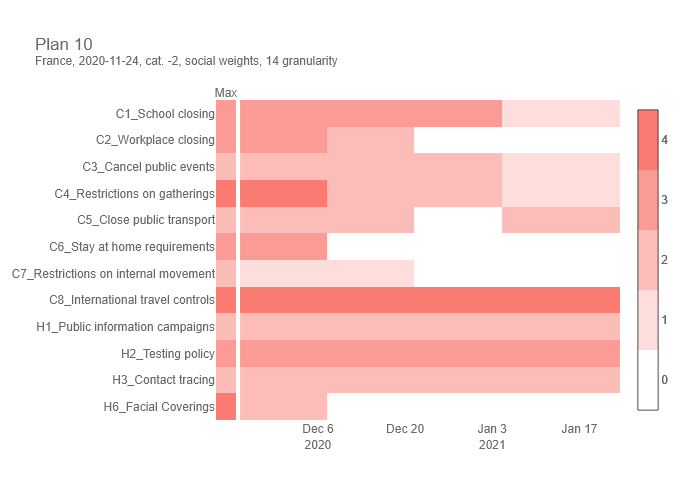 Plan 10
France, 2020-11-24, cat. -2, social weights, 14 granularity
Max
C1_School closing
C2_Workplace closing
C3_Cancel public events
C4_Restrictions on gatherings
C5_Close public transport
C6_Stay at home requirements
C7_Restrictions on internal movement
C8_International travel controls
H1_Public information campaigns
H2_Testing policy
H3_Contact tracing
H6_Facial Coverings
Dec 6 Dec 20 Jan 3 Jan 17
2020 2021
4
3
2
1
0